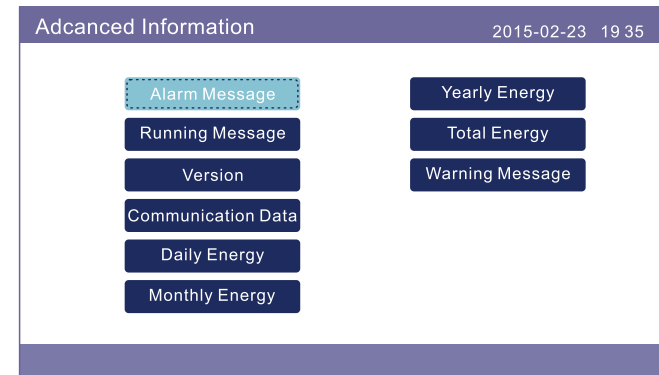 Adcanced Information
2015-02-23 19 35
Alarm Message
Running Message
Version
Communication Data
Daily Energy
Monthly Energy
Yearly Energy
Total Energy
Warning Message